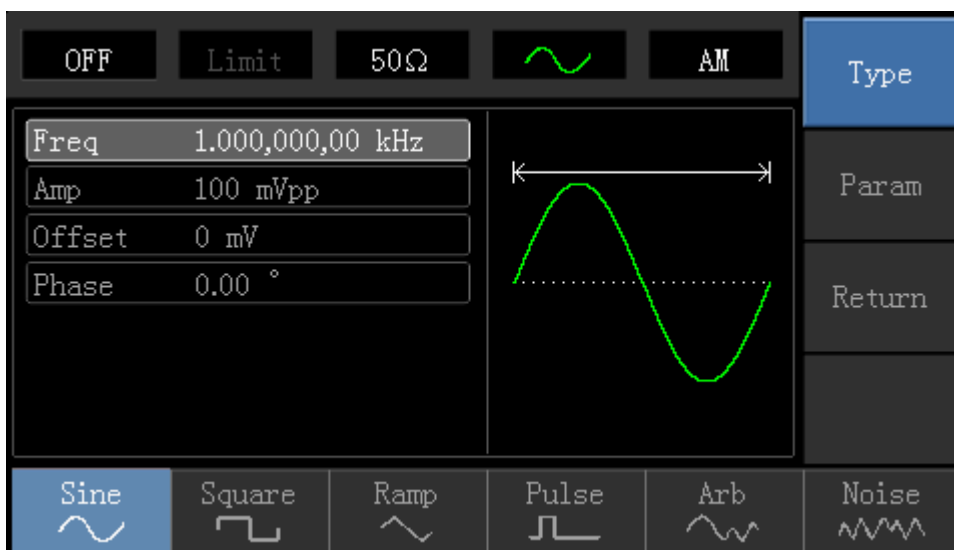 OFF Limit 50Ω AM
Type
Freq 1.000,000,00 kHz
Amp 100 mVpp
Param
Offset 0 mV
Phase 0.00 °
Return
Sine Square Ramp Pulse Arb Noise